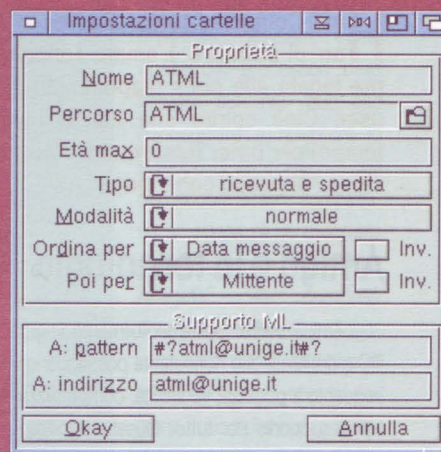 Impostazioni cartelle
Proprietà
Nome ATML
Percorso ATML
Età max 0
Tipo ricevuta e spedita
Modalità normale
Ordina per Data messaggio Inv.
Poi per Mittente Inv.
Supporto ML
A: pattern #?atml@unige.it#?
A: indirizzo atml@unige.it
Okay Annulla